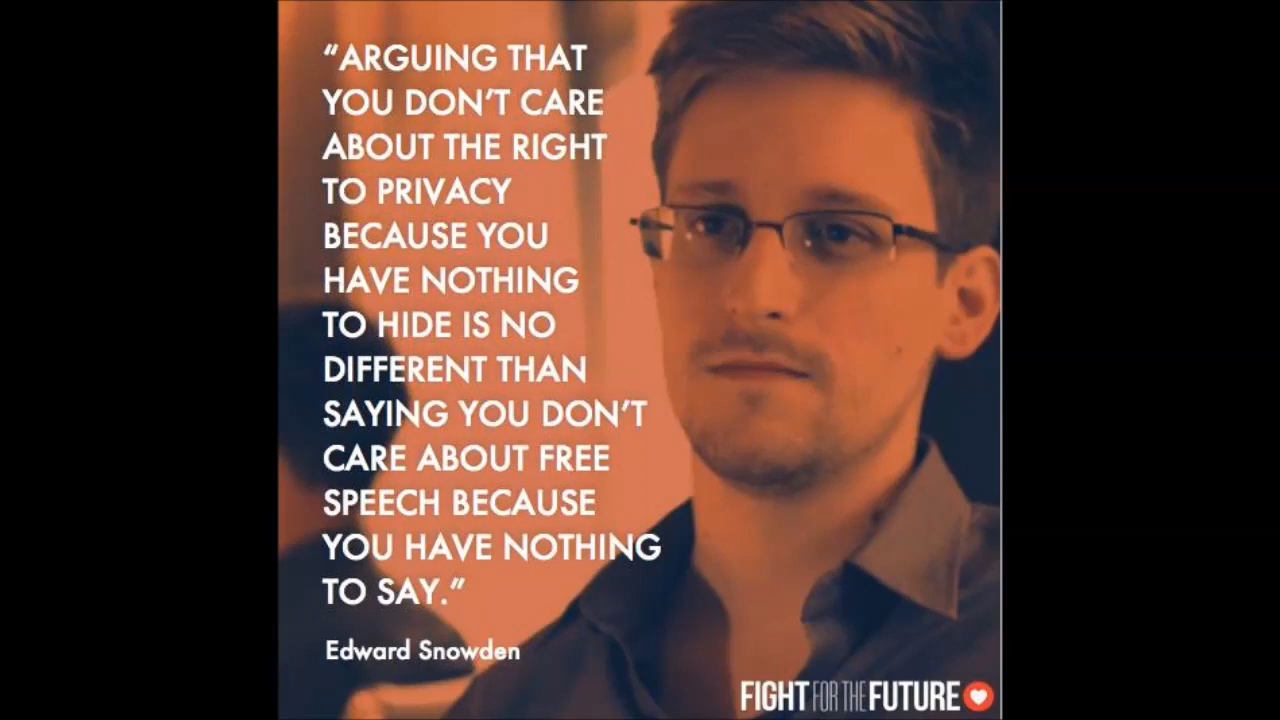 “ARGUING THAT
YOU DON’T CARE
ABOUT THE RIGHT
TO PRIVACY
BECAUSE YOU
HAVE NOTHING
TO HIDE IS NO
DIFFERENT THAN
SAYING YOU DON’T
CARE ABOUT FREE
SPEECH BECAUSE
YOU HAVE NOTHING
TO SAY.”
Edward Snowden
FIGHT FOR THE FUTURE